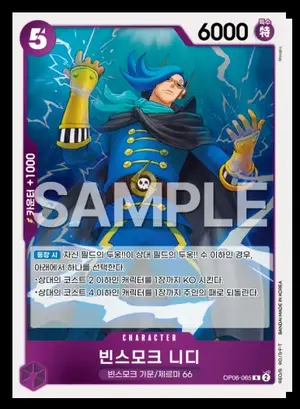 5
6000
특수
特
카운터 +1000
SAMPLE
등장 시 자신 필드의 두웅!!이 상대 필드의 두웅!! 수 이하인 경우,
아래에서 하나를 선택한다.
•상대의 코스트 2 이하인 캐릭터를 1장까지 KO 시킨다.
•상대의 코스트 4 이하인 캐릭터를 1장까지 주인의 패로 되돌린다.
CHARACTER
빈스모크 니디
빈스모크 가문/제르마 66
OP06-065 R 2